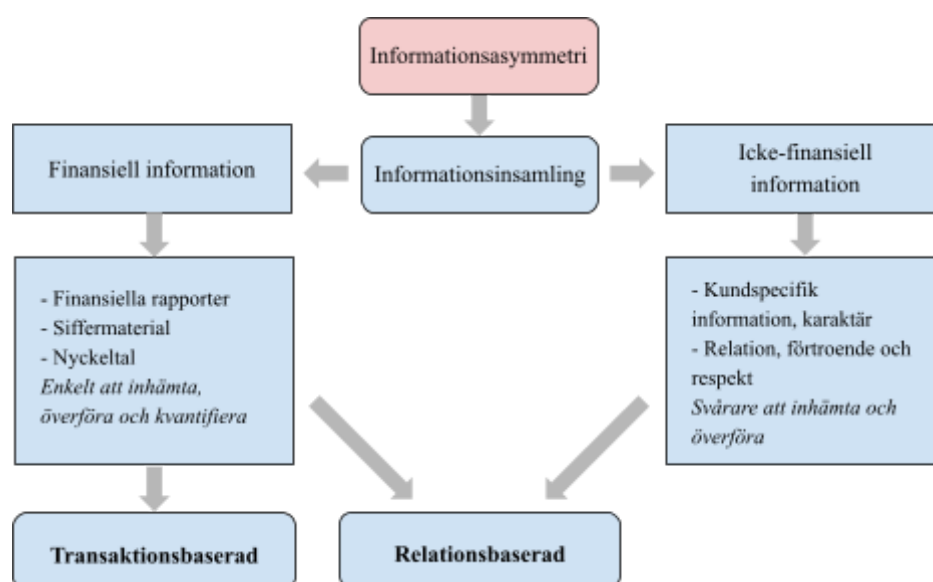 Informationsasymmetri
Finansiell information
Informationsinsamling
Icke-finansiell
information
- Finansiella rapporter
- Siffermaterial
- Nyckeltal
Enkelt att inhämta,
överföra och kvantifiera
- Kundspecifik
information, karaktär
- Relation, förtroende och
respekt
Svårare att inhämta och
överföra
Transaktionsbaserad
Relationsbaserad